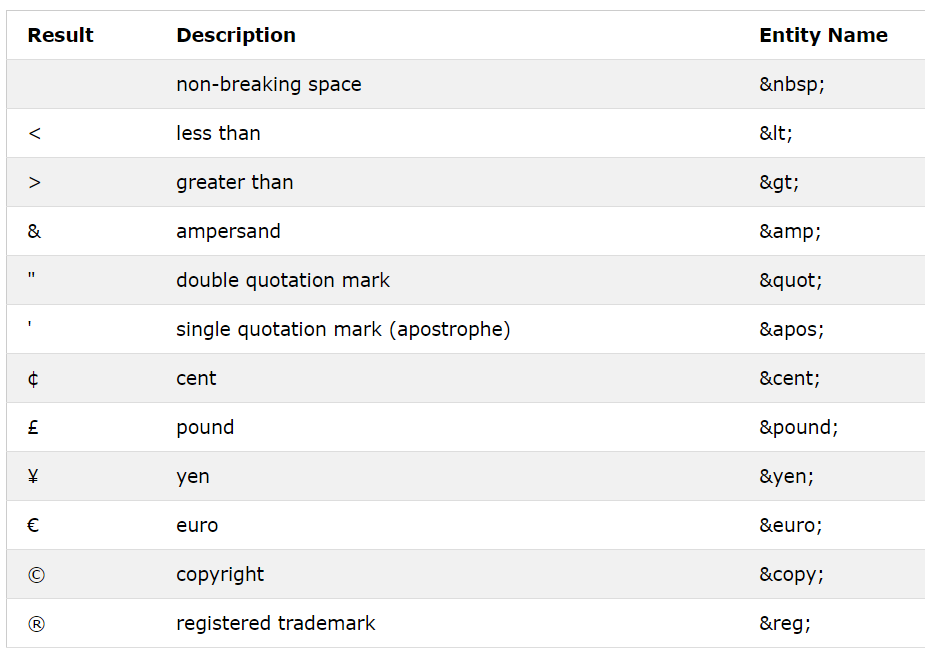 Result Description Entity Name
non-breaking space &nbsp;
< less than &lt;
> greater than &gt;
& ampersand &amp;
" double quotation mark &quot;
' single quotation mark (apostrophe) &apos;
¢ cent &cent;
£ pound &pound;
¥ yen &yen;
€ euro &euro;
© copyright &copy;
® registered trademark &reg;